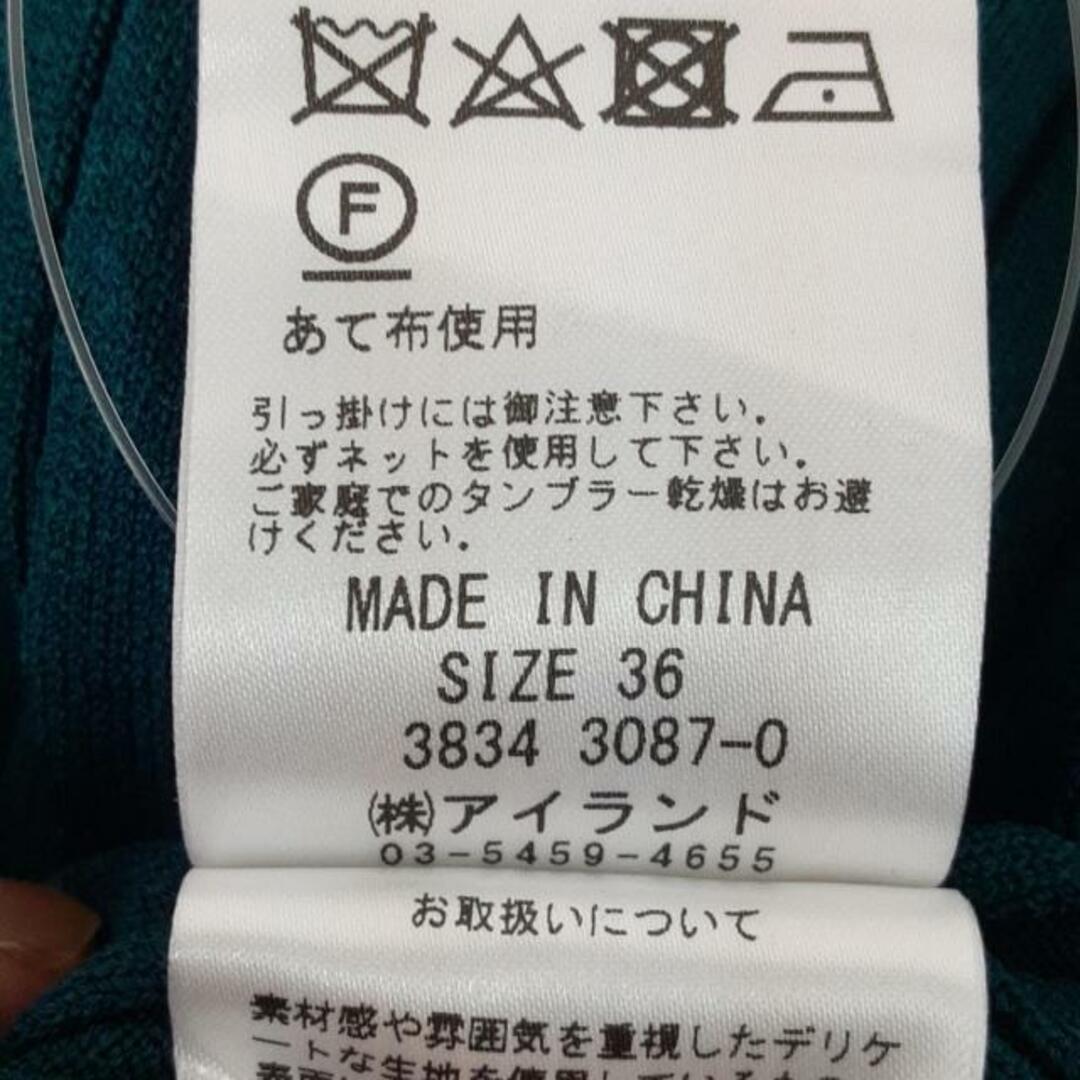 F
あて布使用
引っ掛けには御注意下さい。
必ずネットを使用して下さい。
ご家庭でのタンブラー乾燥はお避
けください。
MADE IN CHINA
SIZE 36
3834 3087-0
㈱アイランド
03-5459-4655
お取扱いについて
素材感や雰囲気を重視したデリケ
ートな生地を使用しているため